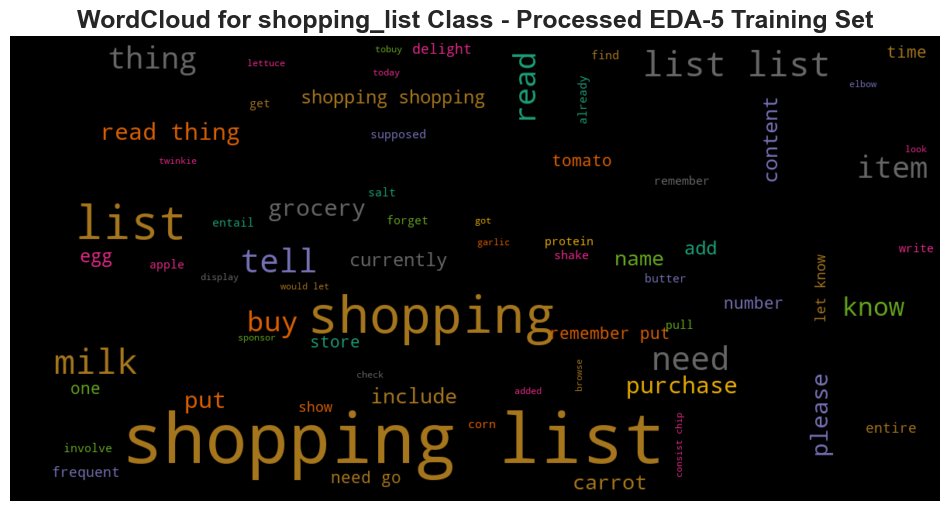 WordCloud for shopping_list Class - Processed EDA-5 Training Set
thing
lettuce
tobuy
delight
today
read
find
already
list list
time
elbow
get
shopping shopping
read thing
supposed
twinkie
tomato
content
look
item
remember
salt
list
entail
grocery
forget
got
egg
apple
tell
display
currently
garlic
protein
shake
name
add
write
would let
butter
let know
number
know
shopping
buy
sponsor
store
remember put
pull
milk
one
need
check
browse
purchase
please
put
show
include
added
corn
consist chip
entire
shopping list
involve
frequent
need go
carrot